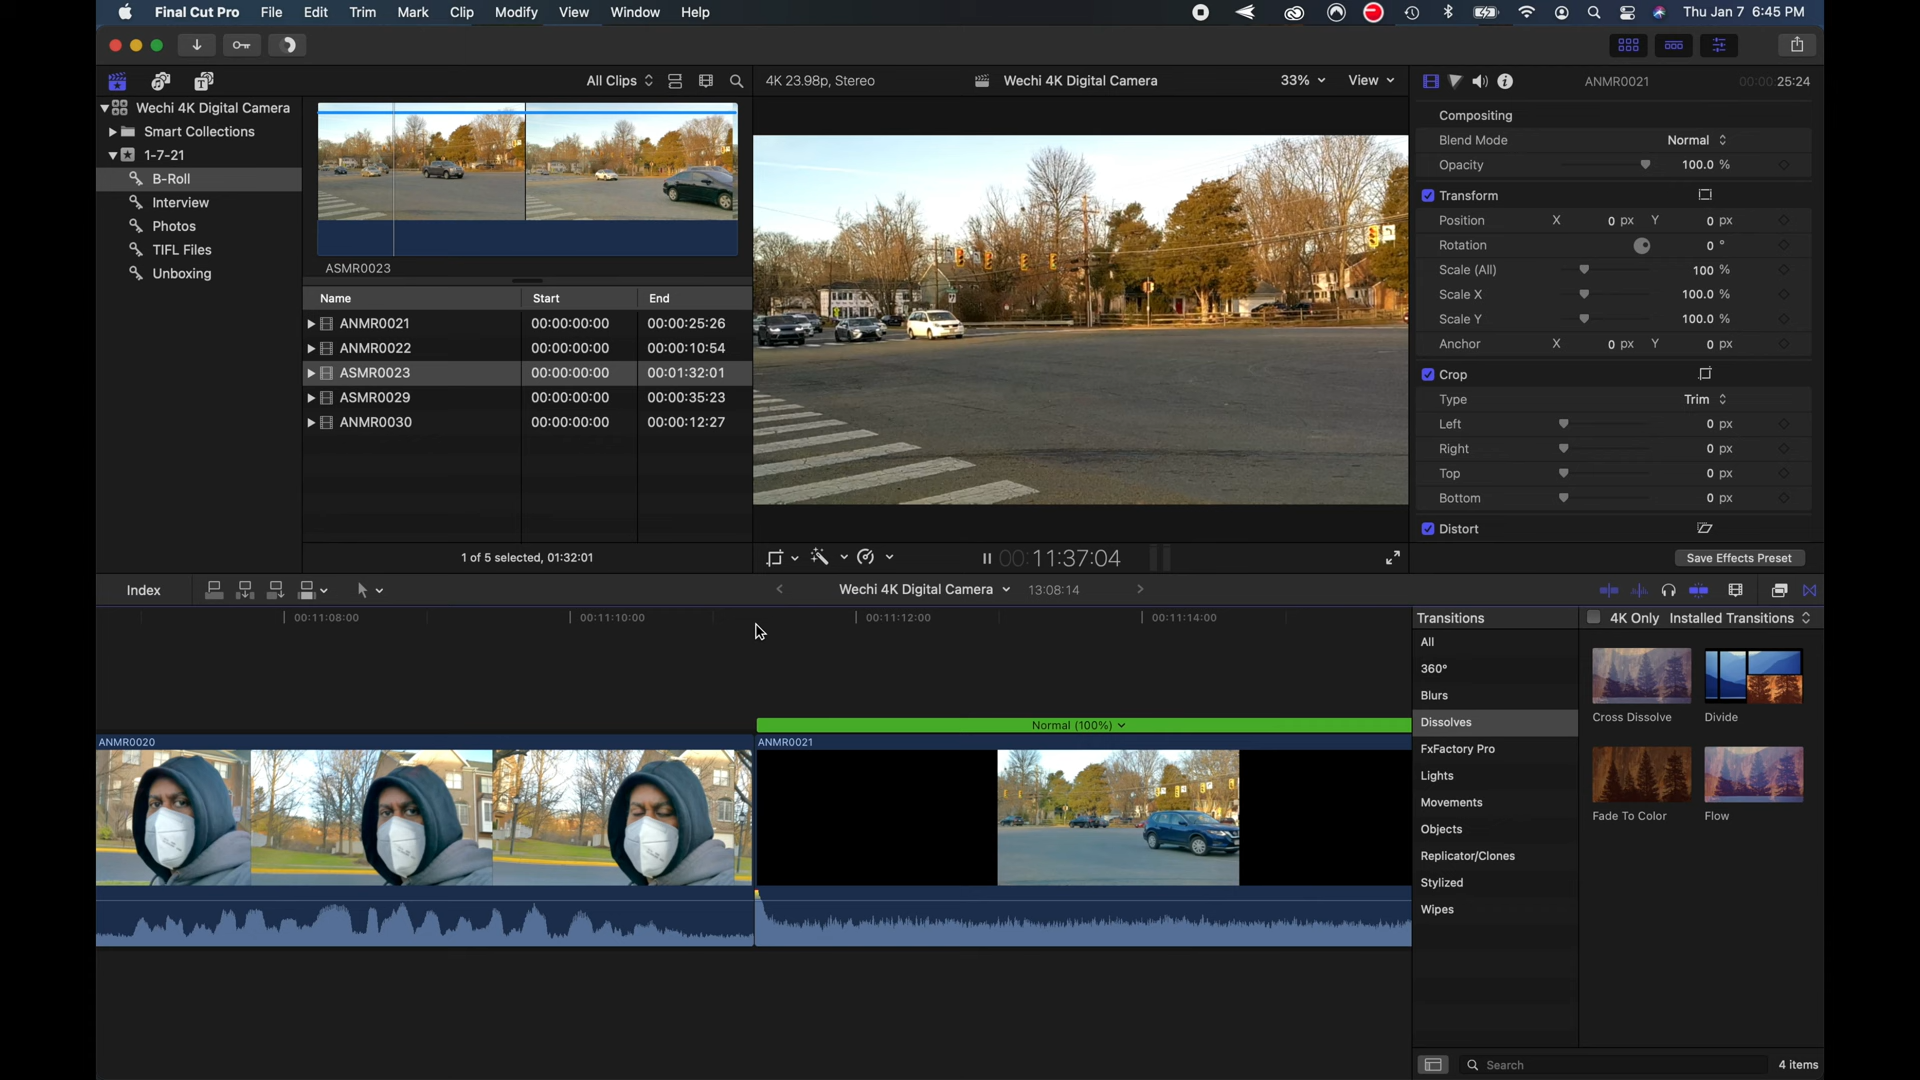 Final Cut Pro File Edit Trim Mark Clip Modify View Window Help Thu Jan 7 6:45 PM
All Clips 4K 23.98p, Stereo Wechi 4K Digital Camera 33% View ANMR0021 00:00:25:24
Wechi 4K Digital Camera
Smart Collections
1-7-21
B-Roll
Interview
Photos
TIFL Files
Unboxing
ASMR0023
Name Start End
ANMR0021 00:00:00:00 00:00:25:26
ANMR0022 00:00:00:00 00:00:10:54
ASMR0023 00:00:00:00 00:01:32:01
ASMR0029 00:00:00:00 00:00:35:23
ANMR0030 00:00:00:00 00:00:12:27
1 of 5 selected, 01:32:01
00:11:37:04
Compositing
Blend Mode Normal
Opacity 100.0 %
Transform
Position X 0 px Y 0 px
Rotation 0 °
Scale (All) 100 %
Scale X 100.0 %
Scale Y 100.0 %
Anchor X 0 px Y 0 px
Crop
Type Trim
Left 0 px
Right 0 px
Top 0 px
Bottom 0 px
Distort
Save Effects Preset
Index Wechi 4K Digital Camera 13:08:14
00:11:08:00 00:11:10:00 00:11:12:00 00:11:14:00
Normal (100%)
ANMR0020 ANMR0021
Transitions 4K Only Installed Transitions
All
360°
Blurs
Dissolves
FxFactory Pro
Lights
Movements
Objects
Replicator/Clones
Stylized
Wipes
Cross Dissolve Divide
Fade To Color Flow
Search 4 items